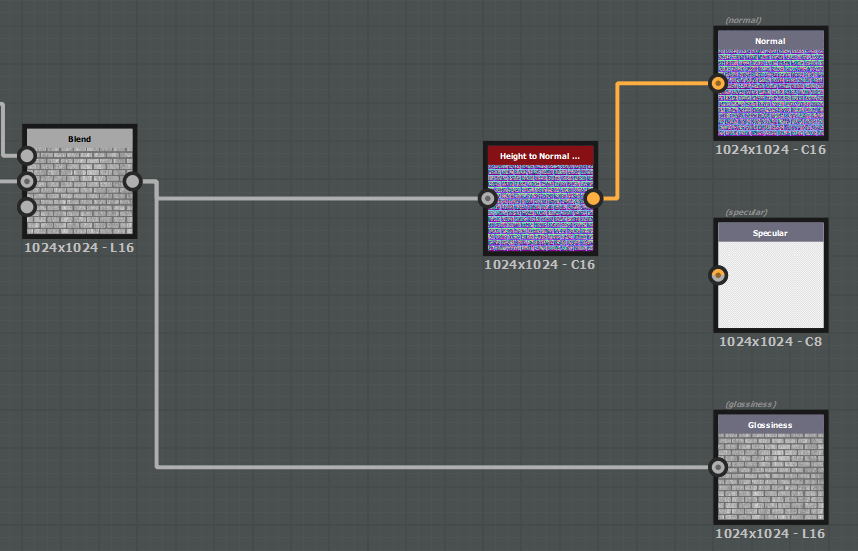 Blend
1024x1024 - L16
Height to Normal ...
1024x1024 - C16
(normal)
Normal
1024x1024 - C16
(specular)
Specular
1024x1024 - C8
(glossiness)
Glossiness
1024x1024 - L16